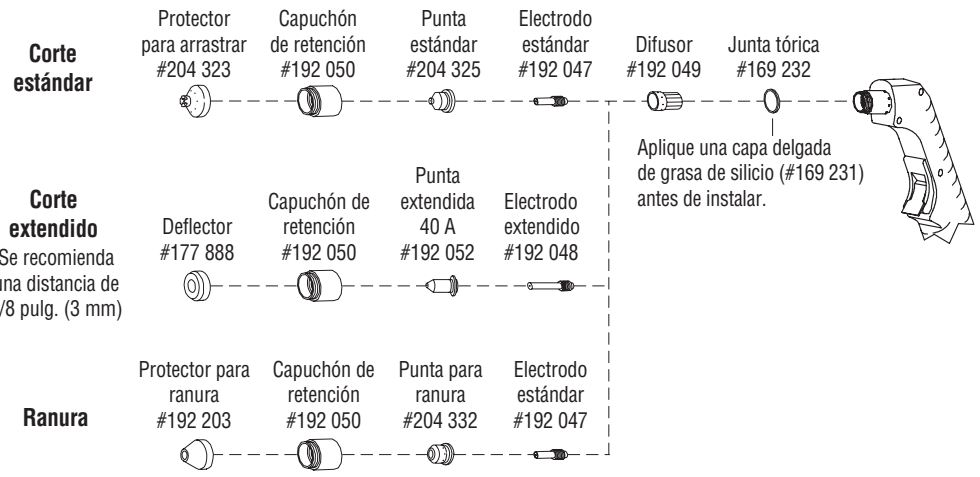 Corte
estándar
Protector
para arrastrar
#204 323
Capuchón
de retención
#192 050
Punta
estándar
#204 325
Electrodo
estándar
#192 047
Difusor
#192 049
Junta tórica
#169 232
Aplique una capa delgada
de grasa de silicio (#169 231)
antes de instalar.
Corte
extendido
Se recomienda
una distancia de
/8 pulg. (3 mm)
Deflector
#177 888
Capuchón de
retención
#192 050
Punta
extendida
40 A
#192 052
Electrodo
extendido
#192 048
Ranura
Protector para
ranura
#192 203
Capuchón de
retención
#192 050
Punta para
ranura
#204 332
Electrodo
estándar
#192 047